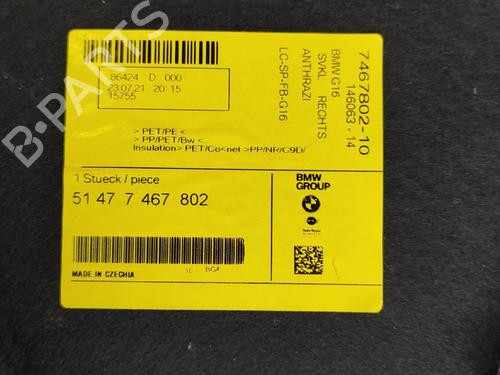 86424 D 000
23.07.21 20:15
15755
> PET/PE <
> PP/PET/Bw <
Insulation> PET/Co<net >PP/NR/C9D/
1 Stueck / piece
51 47 7 467 802
MADE IN CZECHIA
BMW
GROUP
7467802-10
146063 - 14
BMW G16
SVKL RECHTS
ANTHRAZI
LC-SP-FB-G16
B-PARTS